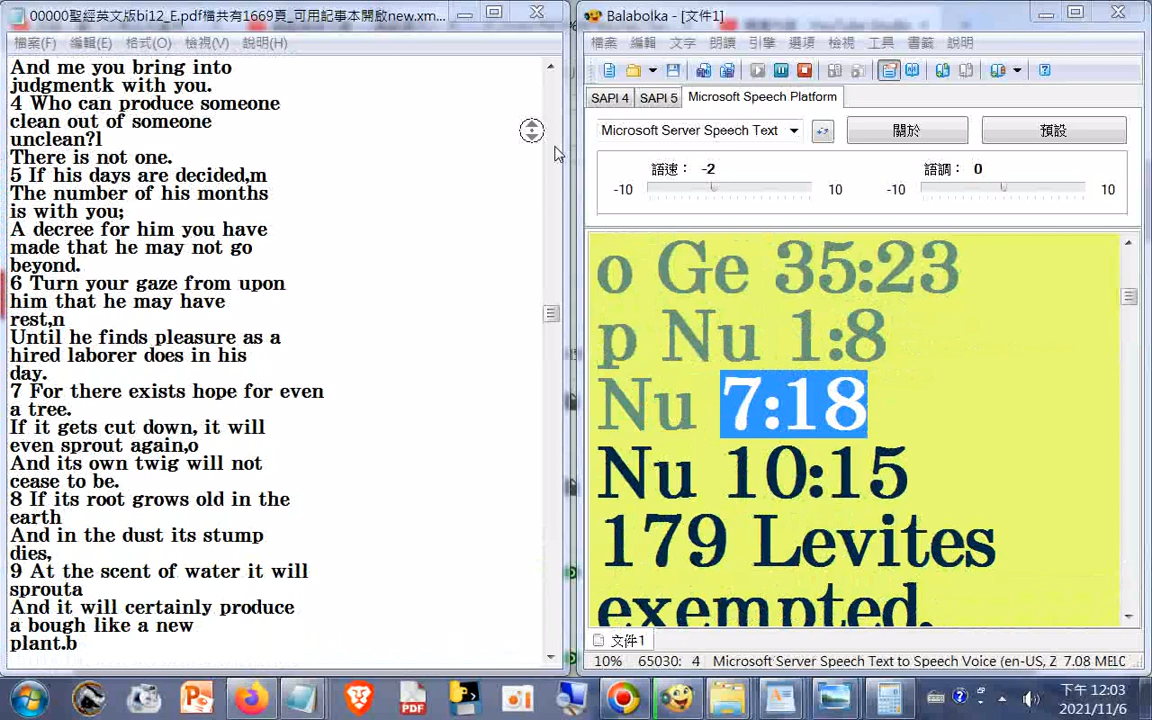 00000聖經英文版bi12_E.pdf檔共有1669頁_可用記事本開啟new.xm...
檔案(F) 編輯(E) 格式(O) 檢視(V) 說明(H)
And me you bring into
judgmentk with you.
4 Who can produce someone
clean out of someone
unclean?l
There is not one.
5 If his days are decided,m
The number of his months
is with you;
A decree for him you have
made that he may not go
beyond.
6 Turn your gaze from upon
him that he may have
rest,n
Until he finds pleasure as a
hired laborer does in his
day.
7 For there exists hope for even
a tree.
If it gets cut down, it will
even sprout again,o
And its own twig will not
cease to be.
8 If its root grows old in the
earth
And in the dust its stump
dies,
9 At the scent of water it will
sprouta
And it will certainly produce
a bough like a new
plant.b
Balabolka - [文件1]
檔案 編輯 文字 朗讀 引擎 選項 檢視 工具 書籤 說明
SAPI 4 SAPI 5 Microsoft Speech Platform
Microsoft Server Speech Text 關於 預設
語速: -2 語調: 0
-10 10 -10 10
o Ge 35:23
p Nu 1:8
Nu 7:18
Nu 10:15
179 Levites
exempted.
文件1
10% 65030: 4 Microsoft Server Speech Text to Speech Voice (en-US, Z 7.08 MELO
PDF
下午 12:03
2021/11/6